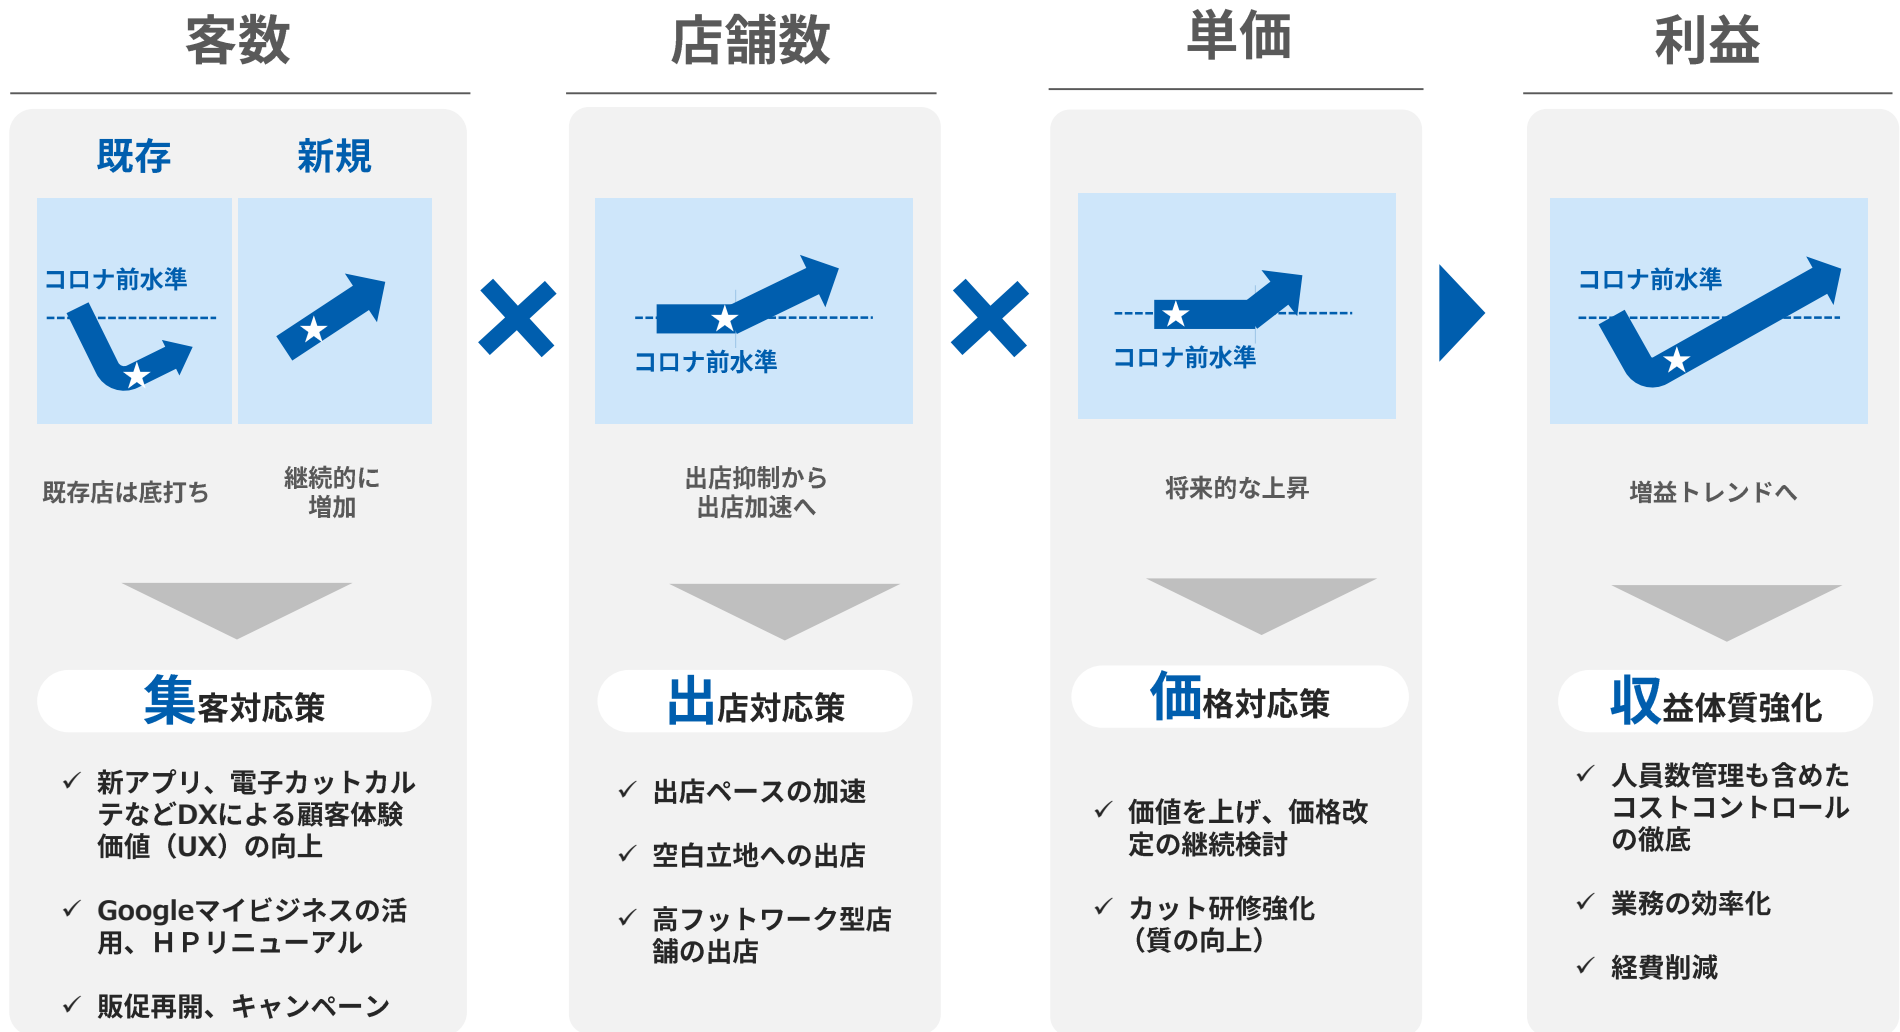 客数
既存
新規
コロナ前水準
既存店は底打ち
継続的に
増加
集客対応策
✓ 新アプリ、電子カットカル
テなどDXによる顧客体験
価値（UX）の向上
✓ Googleマイビジネスの活
用、ＨＰリニューアル
✓ 販促再開、キャンペーン
店舗数
コロナ前水準
出店抑制から
出店加速へ
出店対応策
✓ 出店ペースの加速
✓ 空白立地への出店
✓ 高フットワーク型店
舗の出店
単価
コロナ前水準
将来的な上昇
価格対応策
✓ 価値を上げ、価格改
定の継続検討
✓ カット研修強化
（質の向上）
利益
コロナ前水準
増益トレンドへ
収益体質強化
✓ 人員数管理も含めた
コストコントロール
の徹底
✓ 業務の効率化
✓ 経費削減